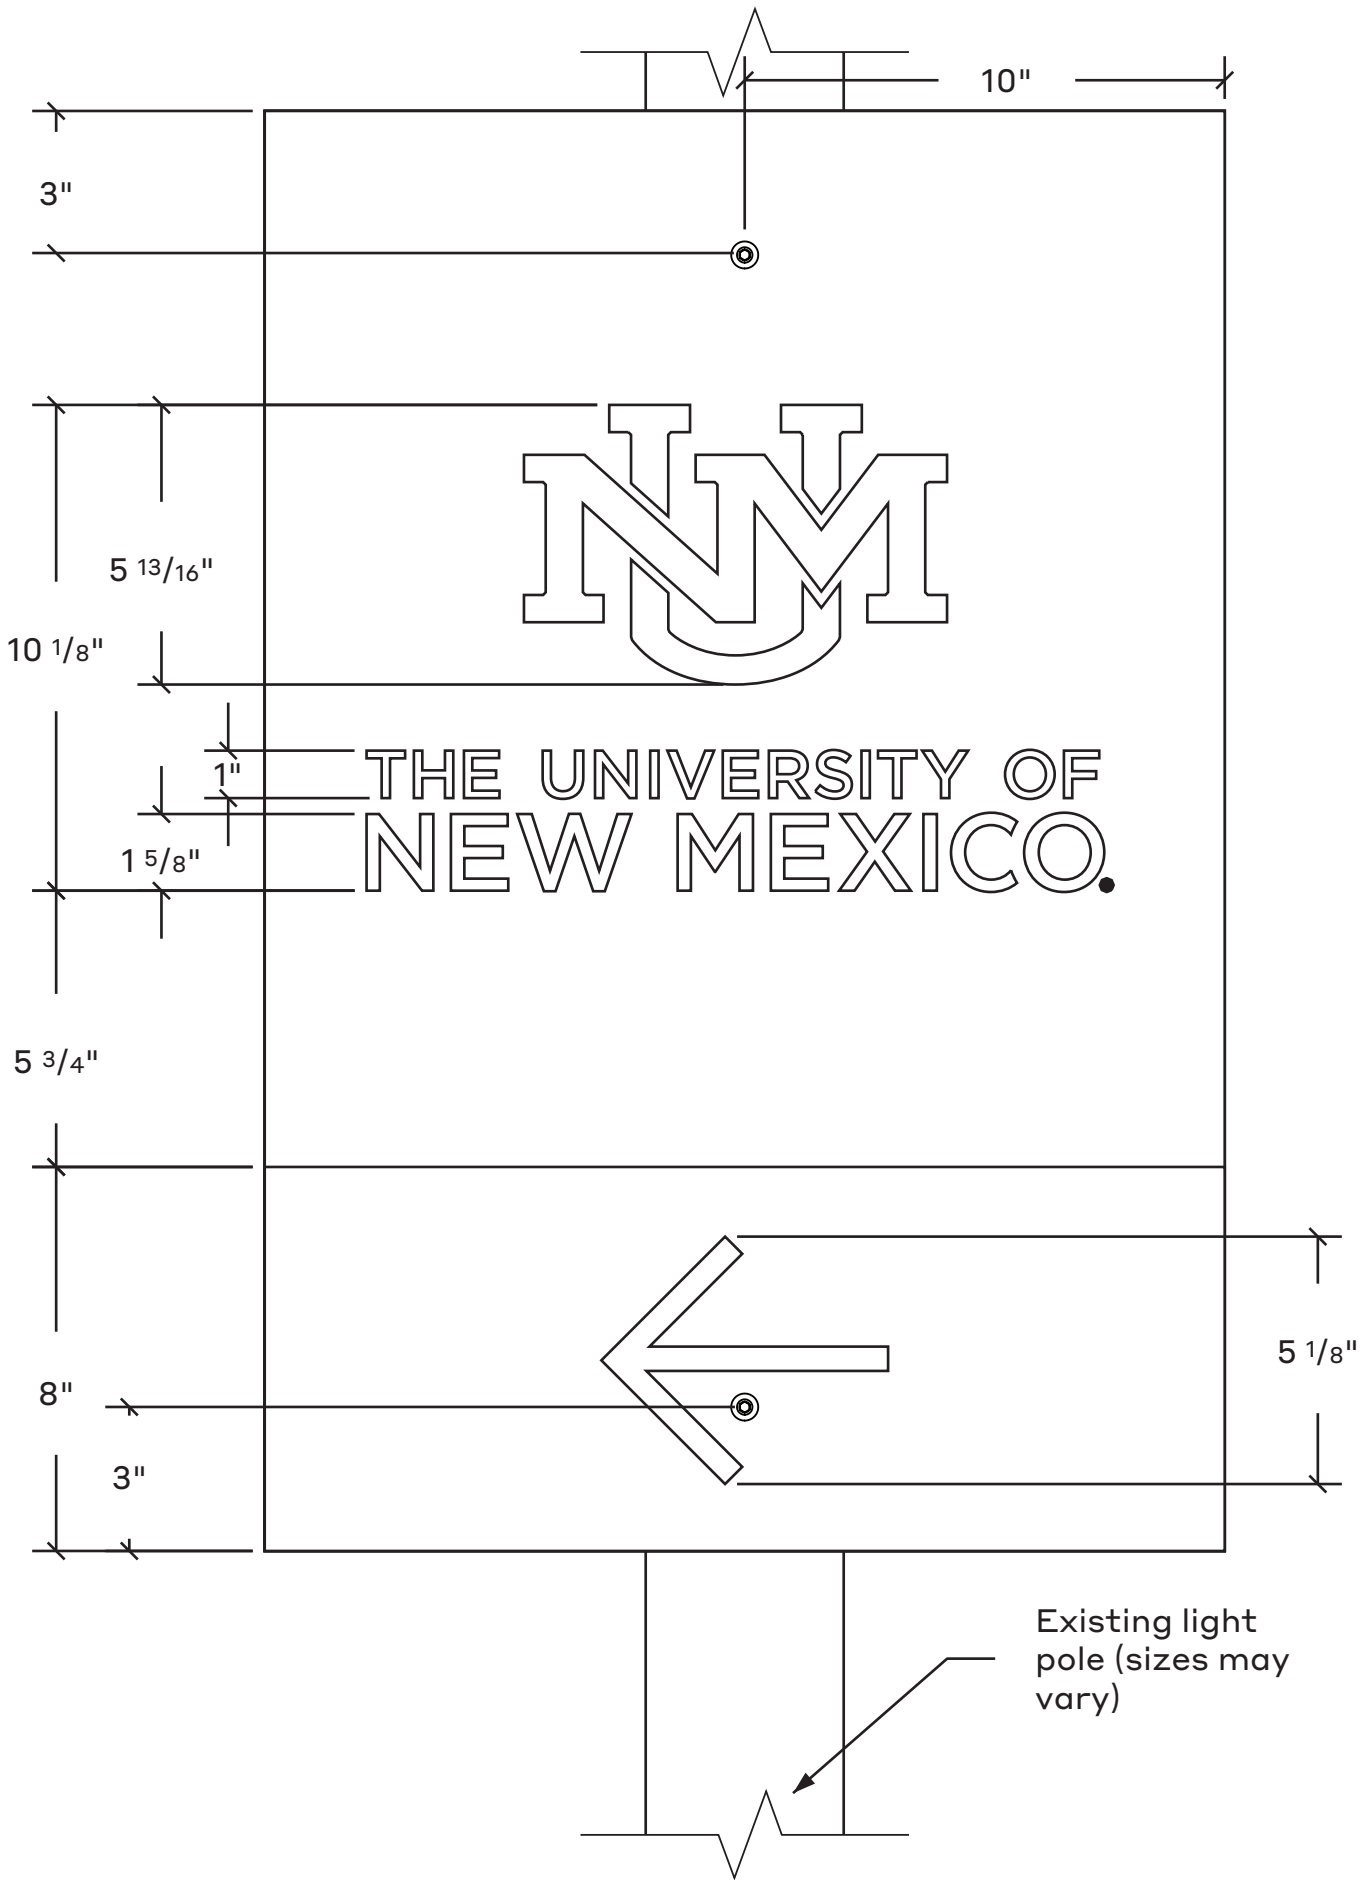 10"
3"
UNM
5 13/16"
10 1/8"
THE UNIVERSITY OF
1"
NEW MEXICO.
1 5/8"
5 3/4"
5 1/8"
8"
3"
Existing light
pole (sizes may
vary)